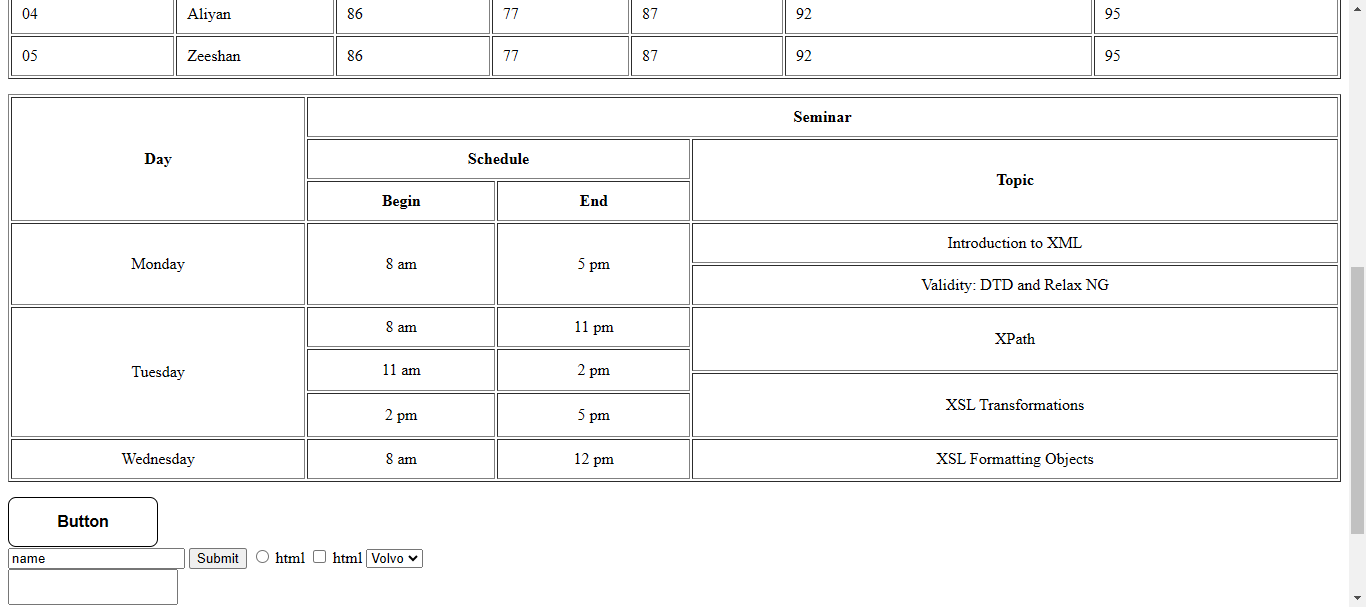 04 Aliyan 86 77 87 92 95
05 Zeeshan 86 77 87 92 95
Seminar
Day
Schedule
Topic
Begin End
Monday 8 am 5 pm Introduction to XML
Validity: DTD and Relax NG
Tuesday 8 am 11 pm XPath
11 am 2 pm
XSL Transformations
2 pm 5 pm
Wednesday 8 am 12 pm XSL Formatting Objects
Button
name Submit html html Volvo